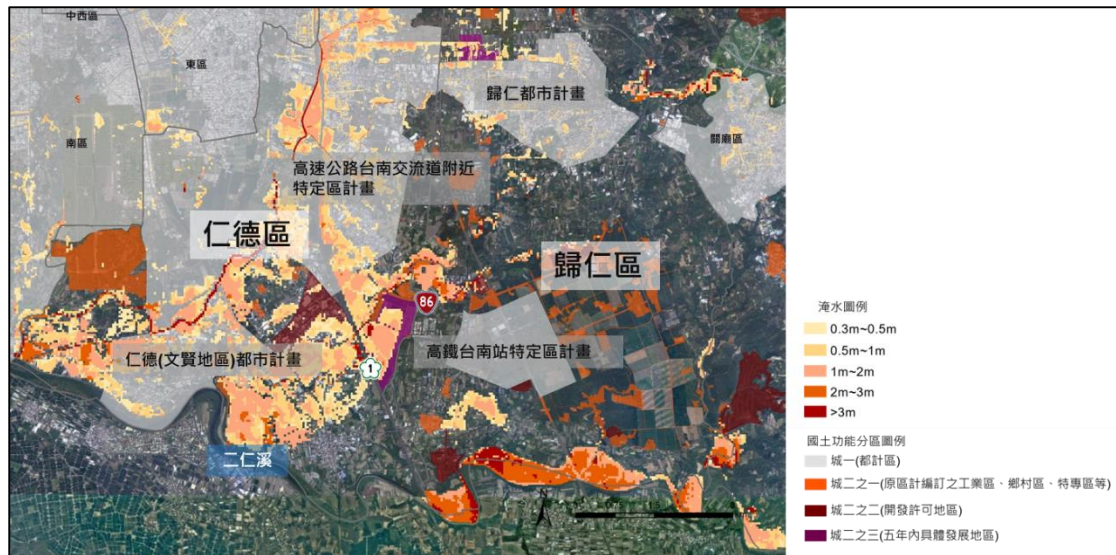 中西區
東區
南區
歸仁都市計畫
關廟區
高速公路台南交流道附近
特定區計畫
仁德區
歸仁區
86
高鐵台南站特定區計畫
仁德(文賢地區)都市計畫
1
二仁溪
N
淹水圖例
0.3m~0.5m
0.5m~1m
1m~2m
2m~3m
>3m
國土功能分區圖例
城一(都計區)
城二之一(原區計編訂之工業區、鄉村區、特專區等)
城二之二(開發許可地區)
城二之三(五年內具體發展地區)